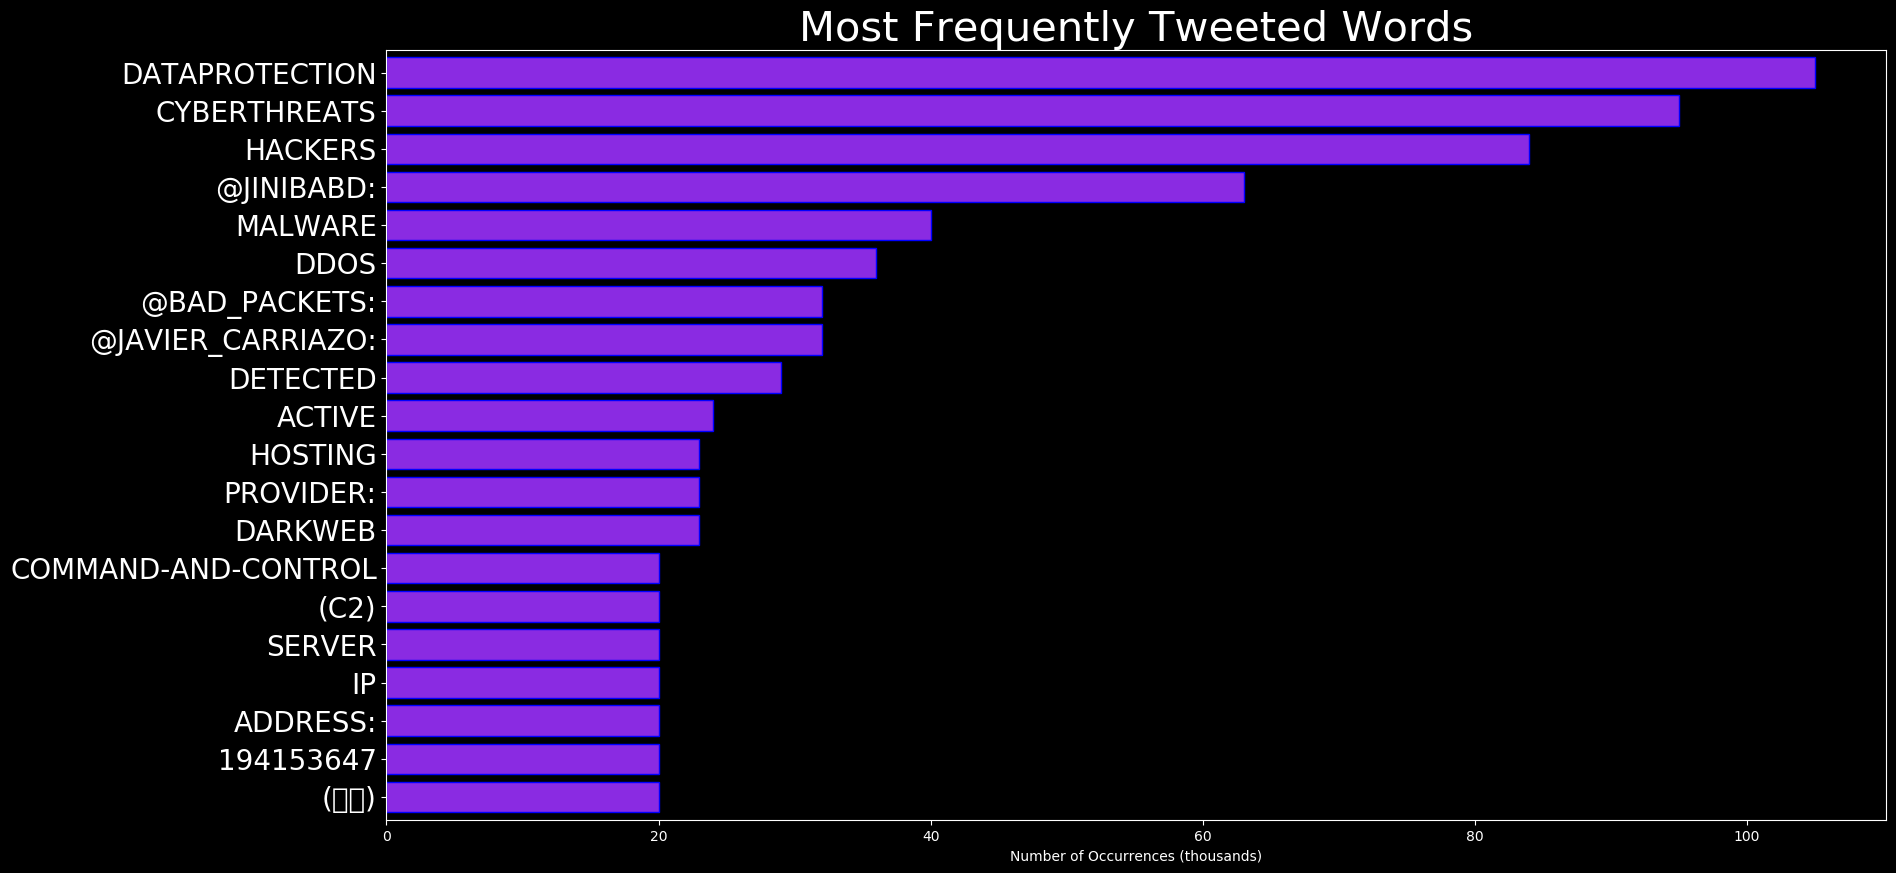 Most Frequently Tweeted Words
DATAPROTECTION
CYBERTHREATS
HACKERS
@JINIBABD:
MALWARE
DDOS
@BAD_PACKETS:
@JAVIER_CARRIAZO:
DETECTED
ACTIVE
HOSTING
PROVIDER:
DARKWEB
COMMAND-AND-CONTROL
(C2)
SERVER
IP
ADDRESS:
194153647
(▯▯)
0 20 40 60 80 100
Number of Occurrences (thousands)